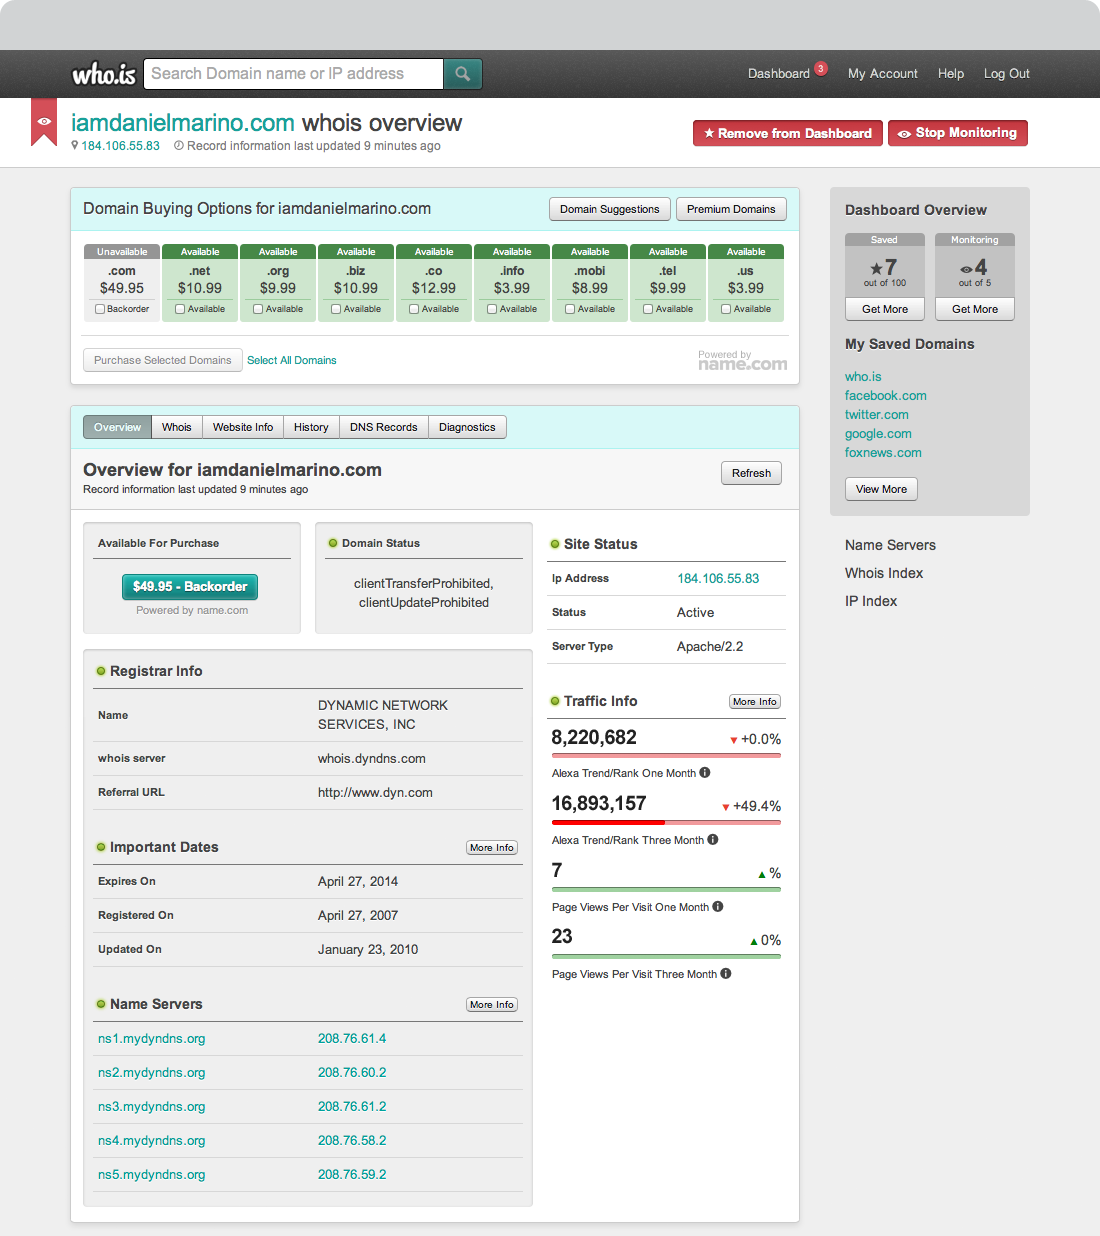 who.is
Search Domain name or IP address
Dashboard 3 My Account Help Log Out
iamdanielmarino.com whois overview
184.106.55.83 Record information last updated 9 minutes ago
Remove from Dashboard Stop Monitoring
Domain Buying Options for iamdanielmarino.com
Domain Suggestions Premium Domains
Unavailable Available Available Available Available Available Available Available Available
.com .net .org .biz .co .info .mobi .tel .us
$49.95 $10.99 $9.99 $10.99 $12.99 $3.99 $8.99 $9.99 $3.99
Backorder Available Available Available Available Available Available Available Available
Purchase Selected Domains Select All Domains
Powered by
name.com
Overview Whois Website Info History DNS Records Diagnostics
Overview for iamdanielmarino.com
Record information last updated 9 minutes ago
Refresh
Available For Purchase
$49.95 - Backorder
Powered by name.com
Domain Status
clientTransferProhibited,
clientUpdateProhibited
Registrar Info
Name DYNAMIC NETWORK
SERVICES, INC
whois server whois.dyndns.com
Referral URL http://www.dyn.com
Important Dates More Info
Expires On April 27, 2014
Registered On April 27, 2007
Updated On January 23, 2010
Name Servers More Info
ns1.mydyndns.org 208.76.61.4
ns2.mydyndns.org 208.76.60.2
ns3.mydyndns.org 208.76.61.2
ns4.mydyndns.org 208.76.58.2
ns5.mydyndns.org 208.76.59.2
Site Status
Ip Address 184.106.55.83
Status Active
Server Type Apache/2.2
Traffic Info More Info
8,220,682 +0.0%
Alexa Trend/Rank One Month
16,893,157 +49.4%
Alexa Trend/Rank Three Month
7 %
Page Views Per Visit One Month
23 0%
Page Views Per Visit Three Month
Dashboard Overview
Saved Monitoring
7 4
out of 100 out of 5
Get More Get More
My Saved Domains
who.is
facebook.com
twitter.com
google.com
foxnews.com
View More
Name Servers
Whois Index
IP Index